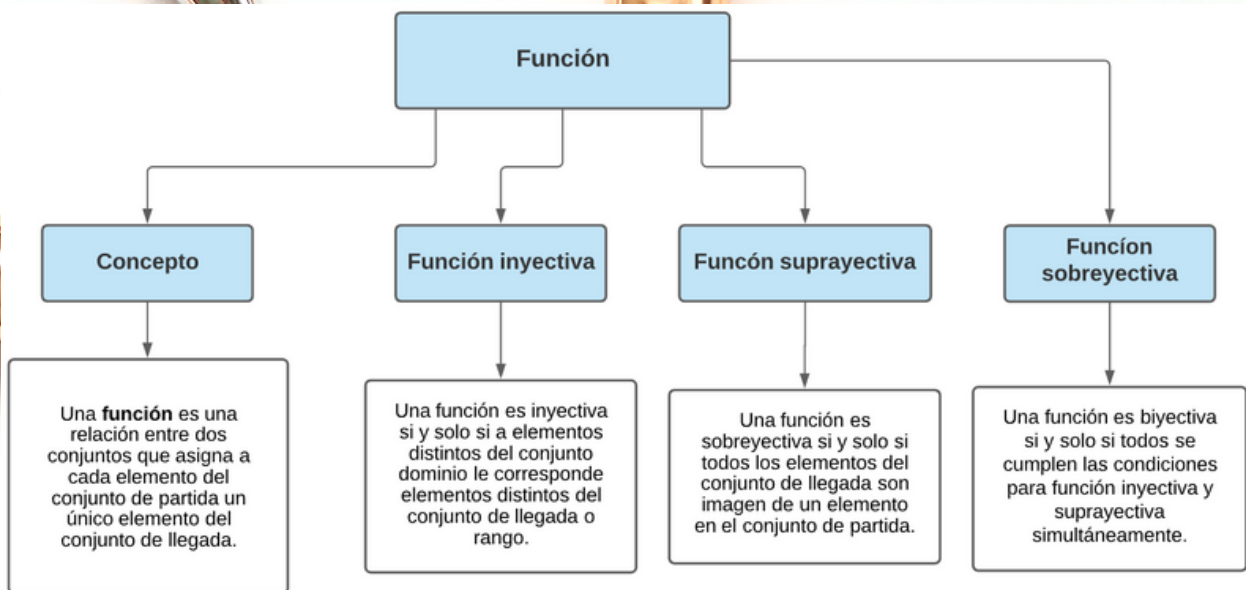 Función
Concepto
Función inyectiva
Funcón suprayectiva
Funcíon
sobreyectiva
Una función es una
relación entre dos
conjuntos que asigna a
cada elemento del
conjunto de partida un
único elemento del
conjunto de llegada.
Una función es inyectiva
si y solo si a elementos
distintos del conjunto
dominio le corresponde
elementos distintos del
conjunto de llegada o
rango.
Una función es
sobreyectiva si y solo si
todos los elementos del
conjunto de llegada son
imagen de un elemento
en el conjunto de partida.
Una función es biyectiva
si y solo si todos se
cumplen las condiciones
para función inyectiva y
suprayectiva
simultáneamente.